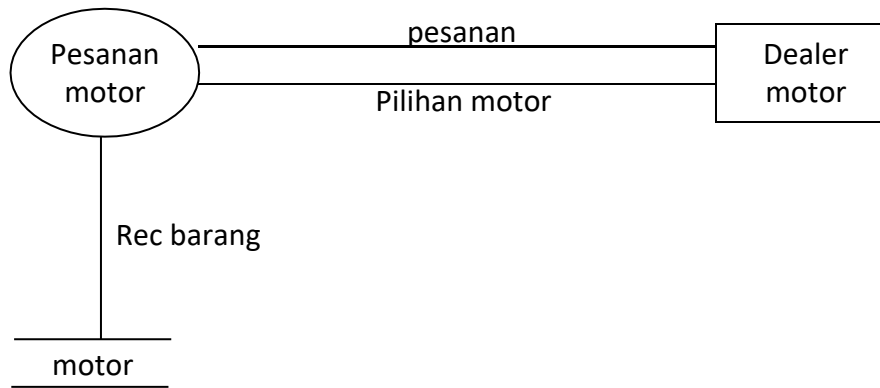 Pesanan
motor
pesanan
Pilihan motor
Dealer
motor
Rec barang
motor